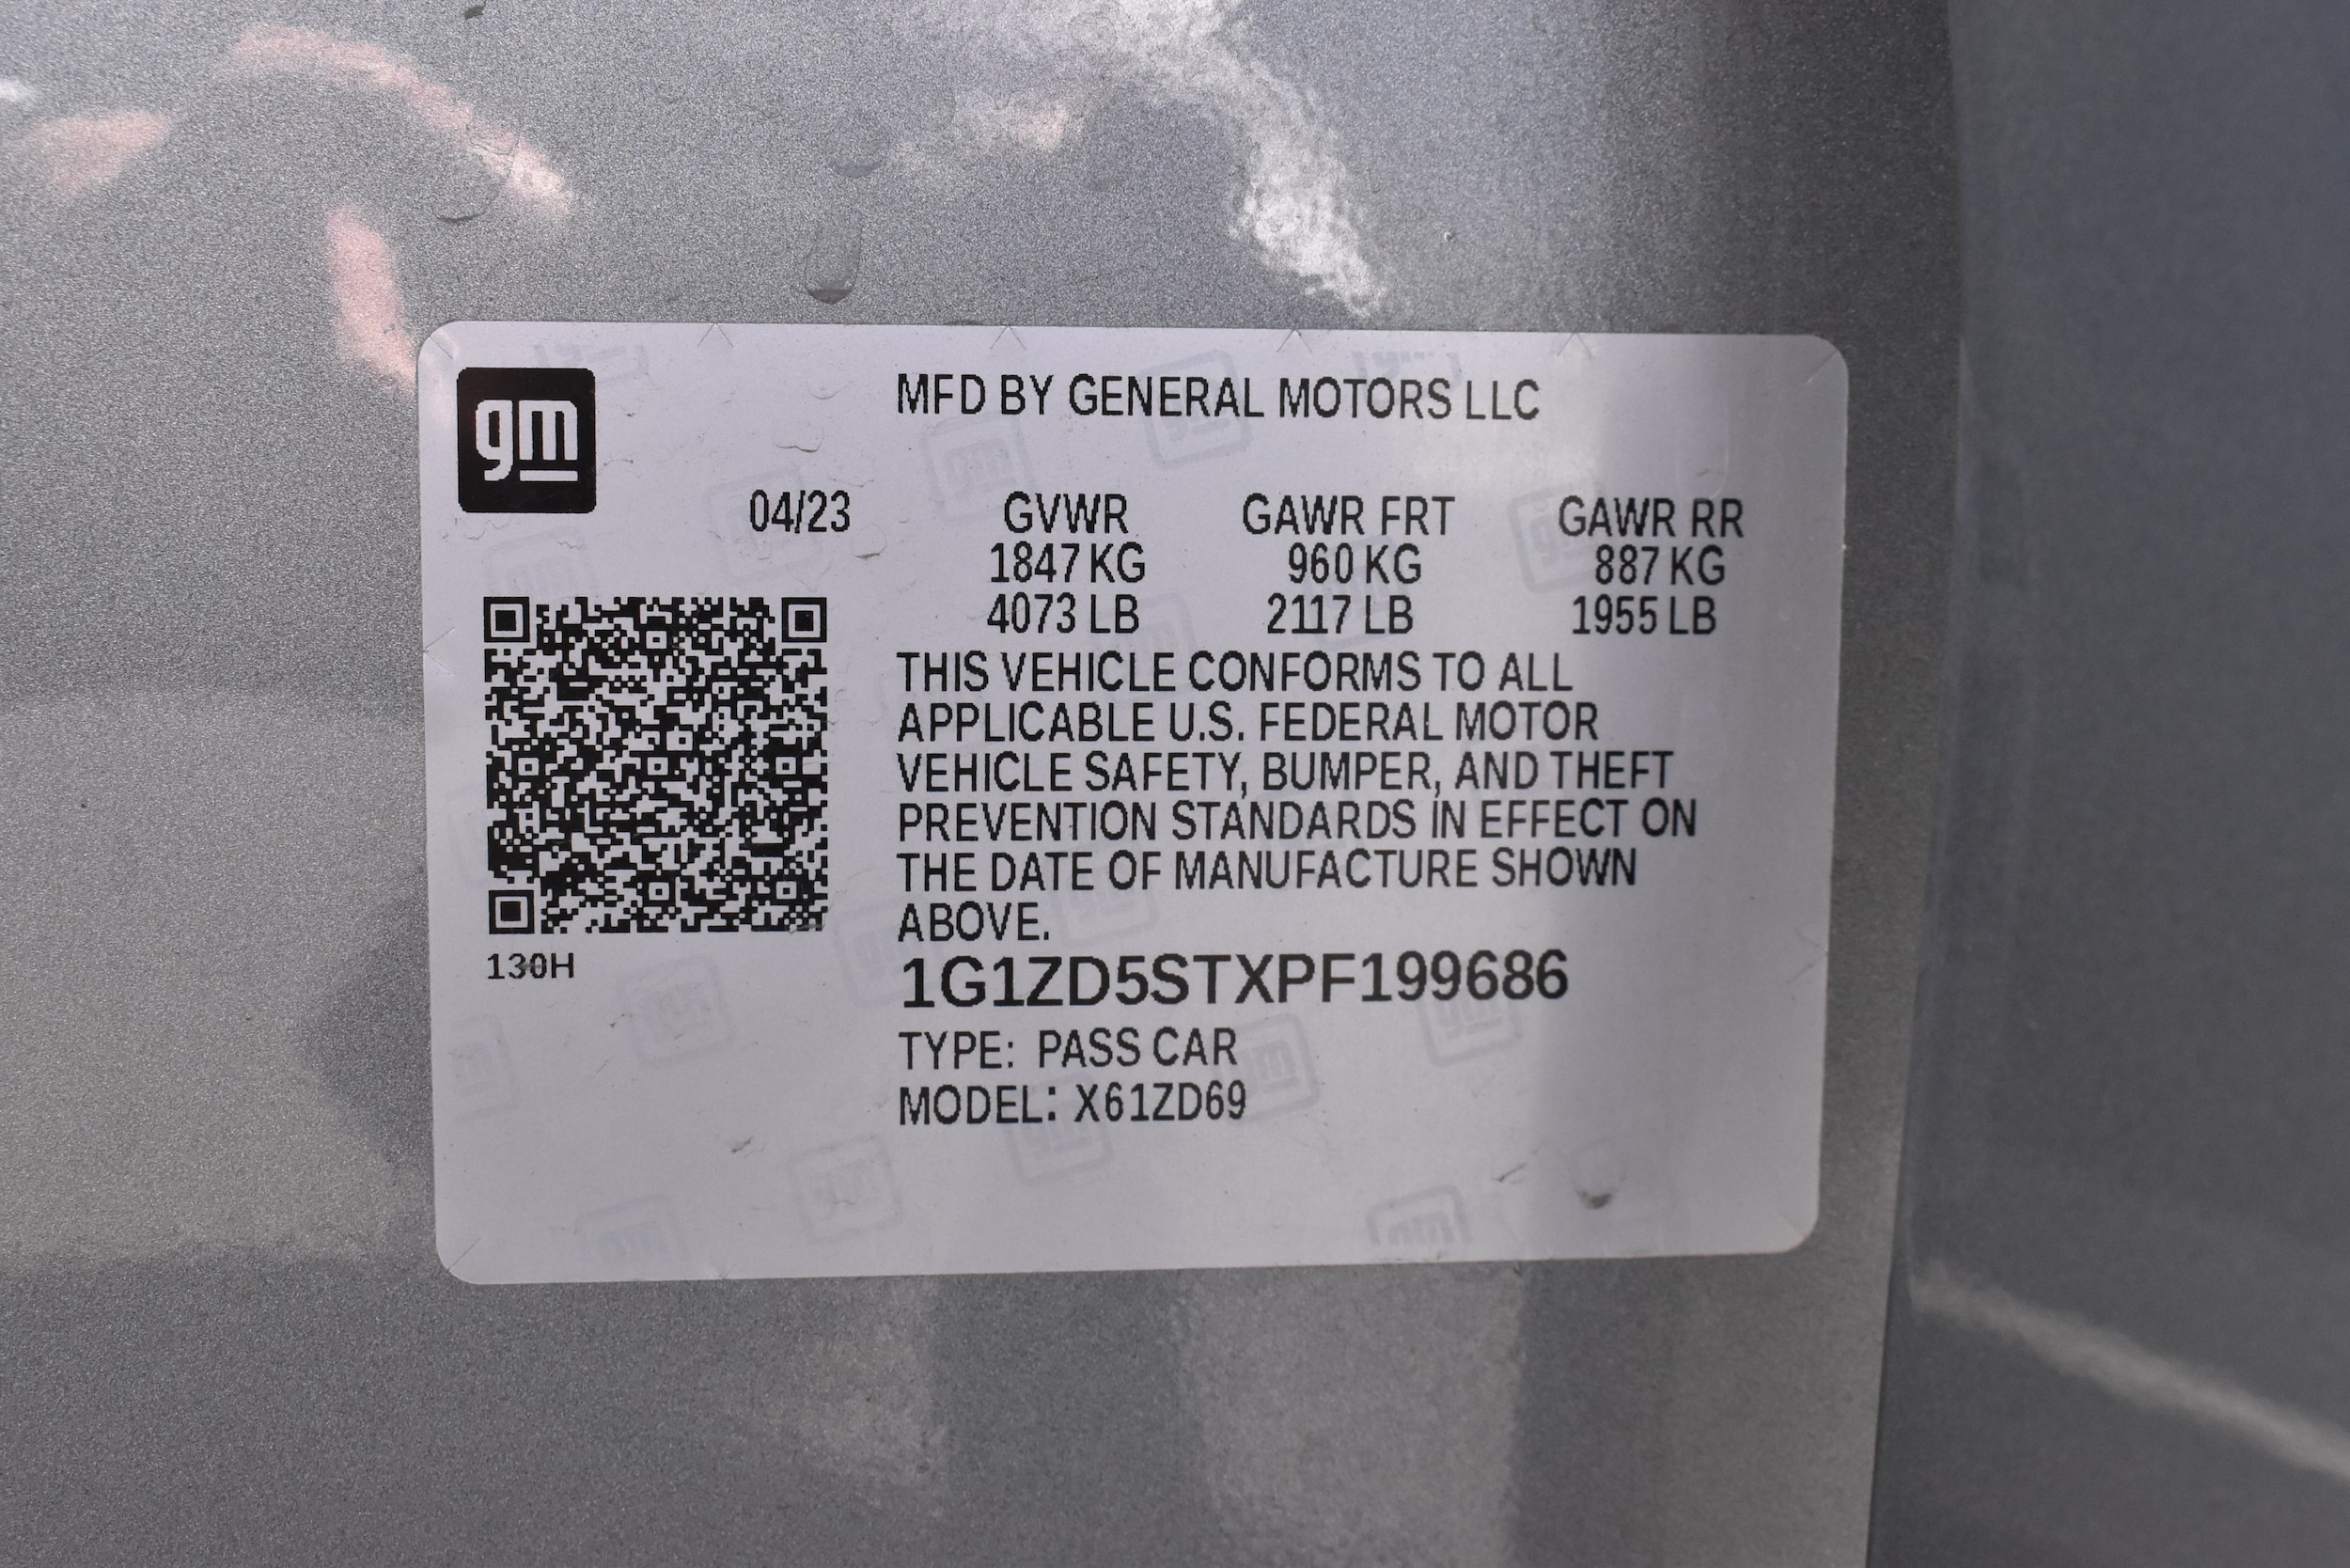 gm
MFD BY GENERAL MOTORS LLC
04/23 GVWR GAWR FRT GAWR RR
1847 KG 960 KG 887 KG
4073 LB 2117 LB 1955 LB
THIS VEHICLE CONFORMS TO ALL
APPLICABLE U.S. FEDERAL MOTOR
VEHICLE SAFETY, BUMPER, AND THEFT
PREVENTION STANDARDS IN EFFECT ON
THE DATE OF MANUFACTURE SHOWN
ABOVE.
130H
1G1ZD5STXPF199686
TYPE: PASS CAR
MODEL: X61ZD69